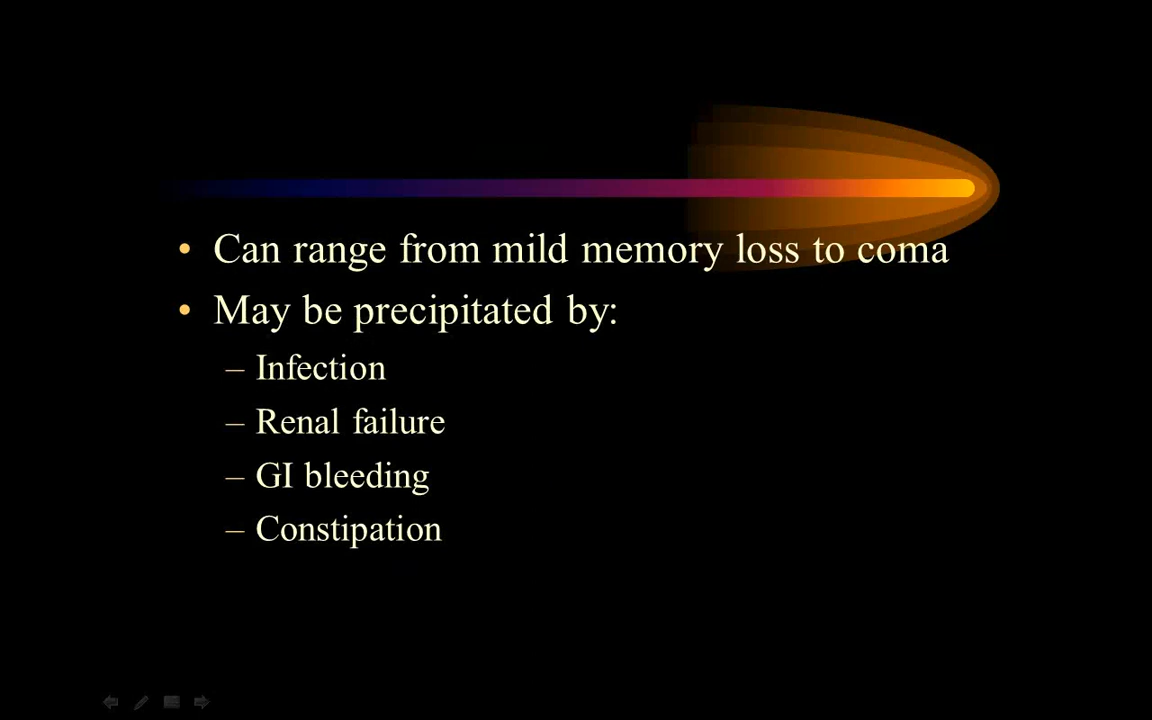 • Can range from mild memory loss to coma
• May be precipitated by:
– Infection
– Renal failure
– GI bleeding
– Constipation